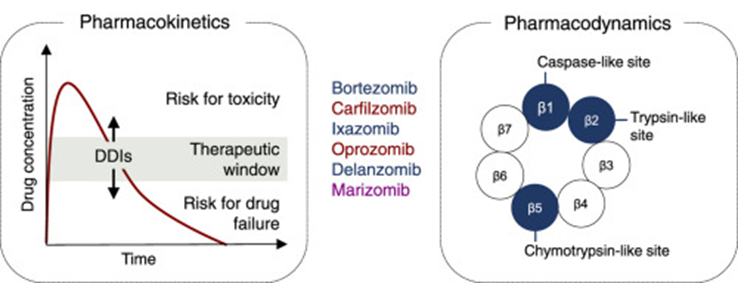 Pharmacokinetics
Drug concentration
Risk for toxicity
DDIs
Therapeutic
window
Risk for drug
failure
Time
Bortezomib
Carfilzomib
Ixazomib
Oprozomib
Delanzomib
Marizomib
Pharmacodynamics
Caspase-like site
β1
β2
Trypsin-like
site
β7
β3
β6
β4
β5
Chymotrypsin-like site